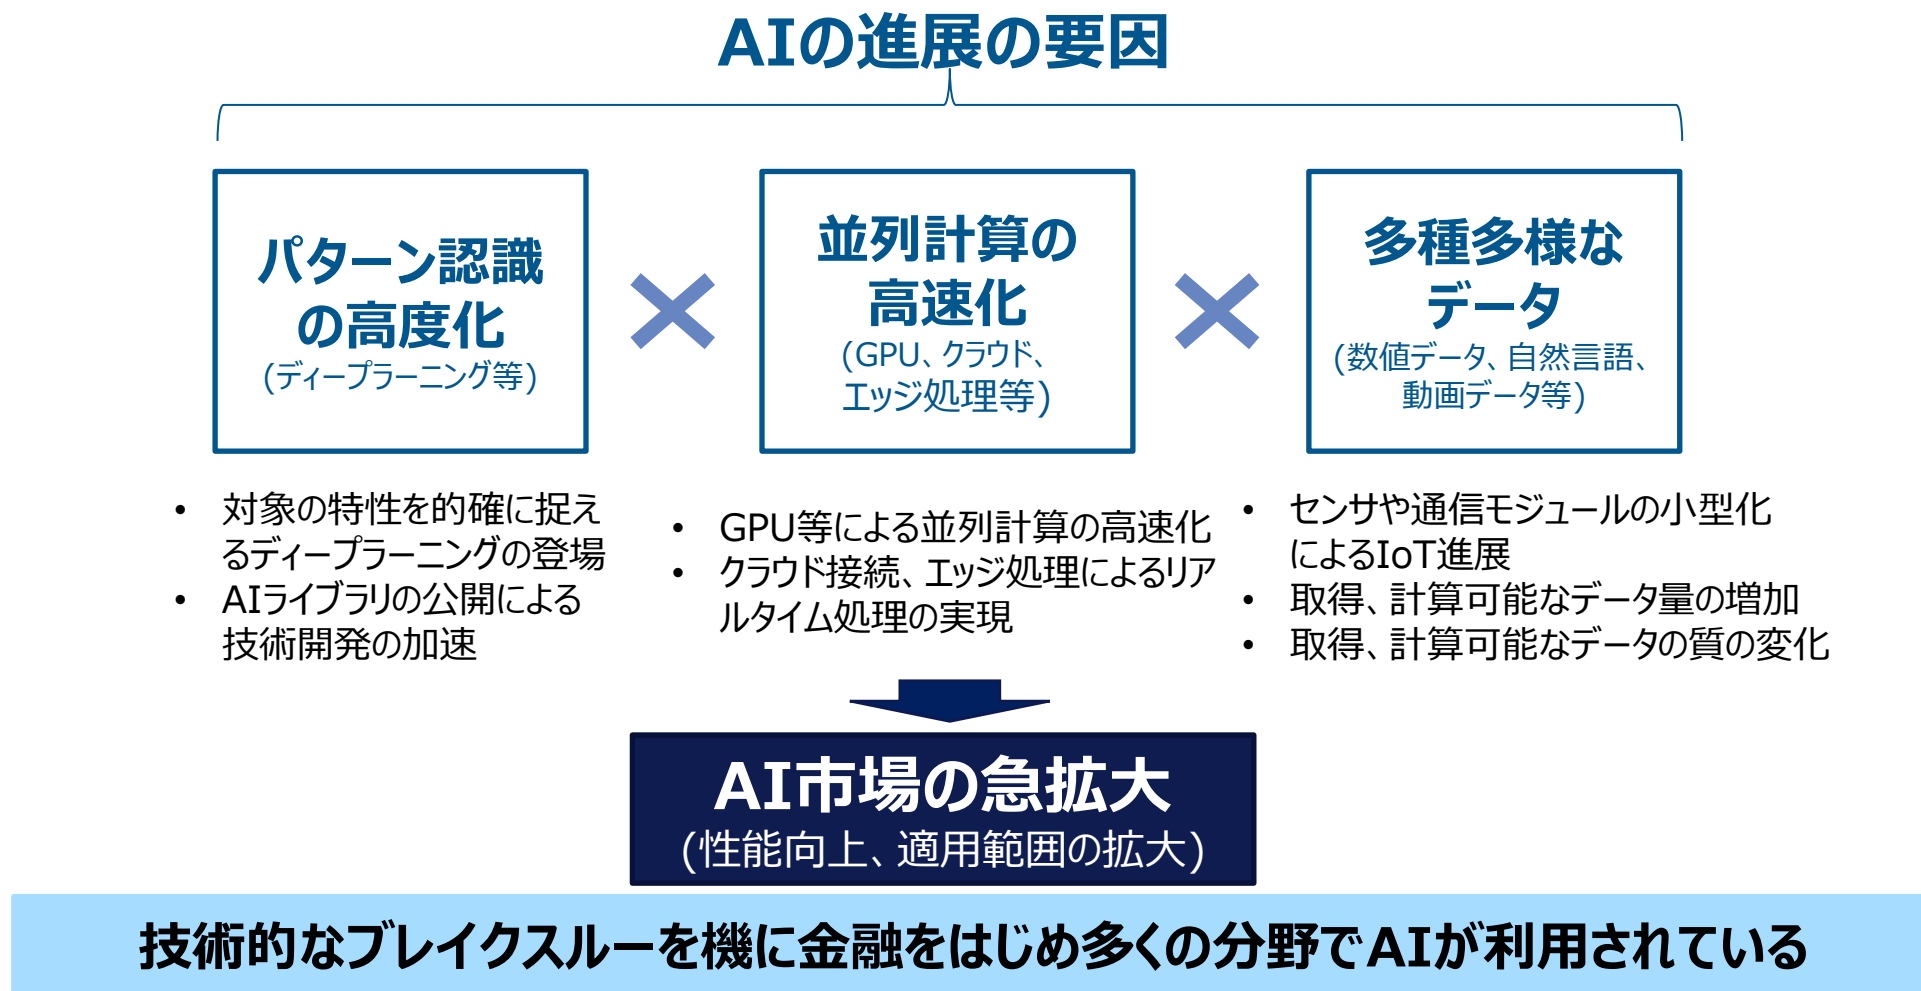 AIの進展の要因
パターン認識
の高度化
(ディープラーニング等)
並列計算の
高速化
(GPU、クラウド、
エッジ処理等)
多種多様な
データ
(数値データ、自然言語、
動画データ等)
• 対象の特性を的確に捉え
るディープラーニングの登場
• AIライブラリの公開による
技術開発の加速
• GPU等による並列計算の高速化
• クラウド接続、エッジ処理によるリア
ルタイム処理の実現
• センサや通信モジュールの小型化
によるIoT進展
• 取得、計算可能なデータ量の増加
• 取得、計算可能なデータの質の変化
AI市場の急拡大
(性能向上、適用範囲の拡大)
技術的なブレイクスルーを機に金融をはじめ多くの分野でAIが利用されている